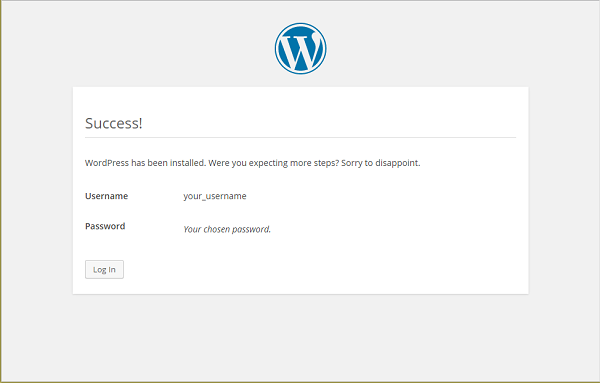 Success!
WordPress has been installed. Were you expecting more steps? Sorry to disappoint.
Username your_username
Password Your chosen password.
Log In